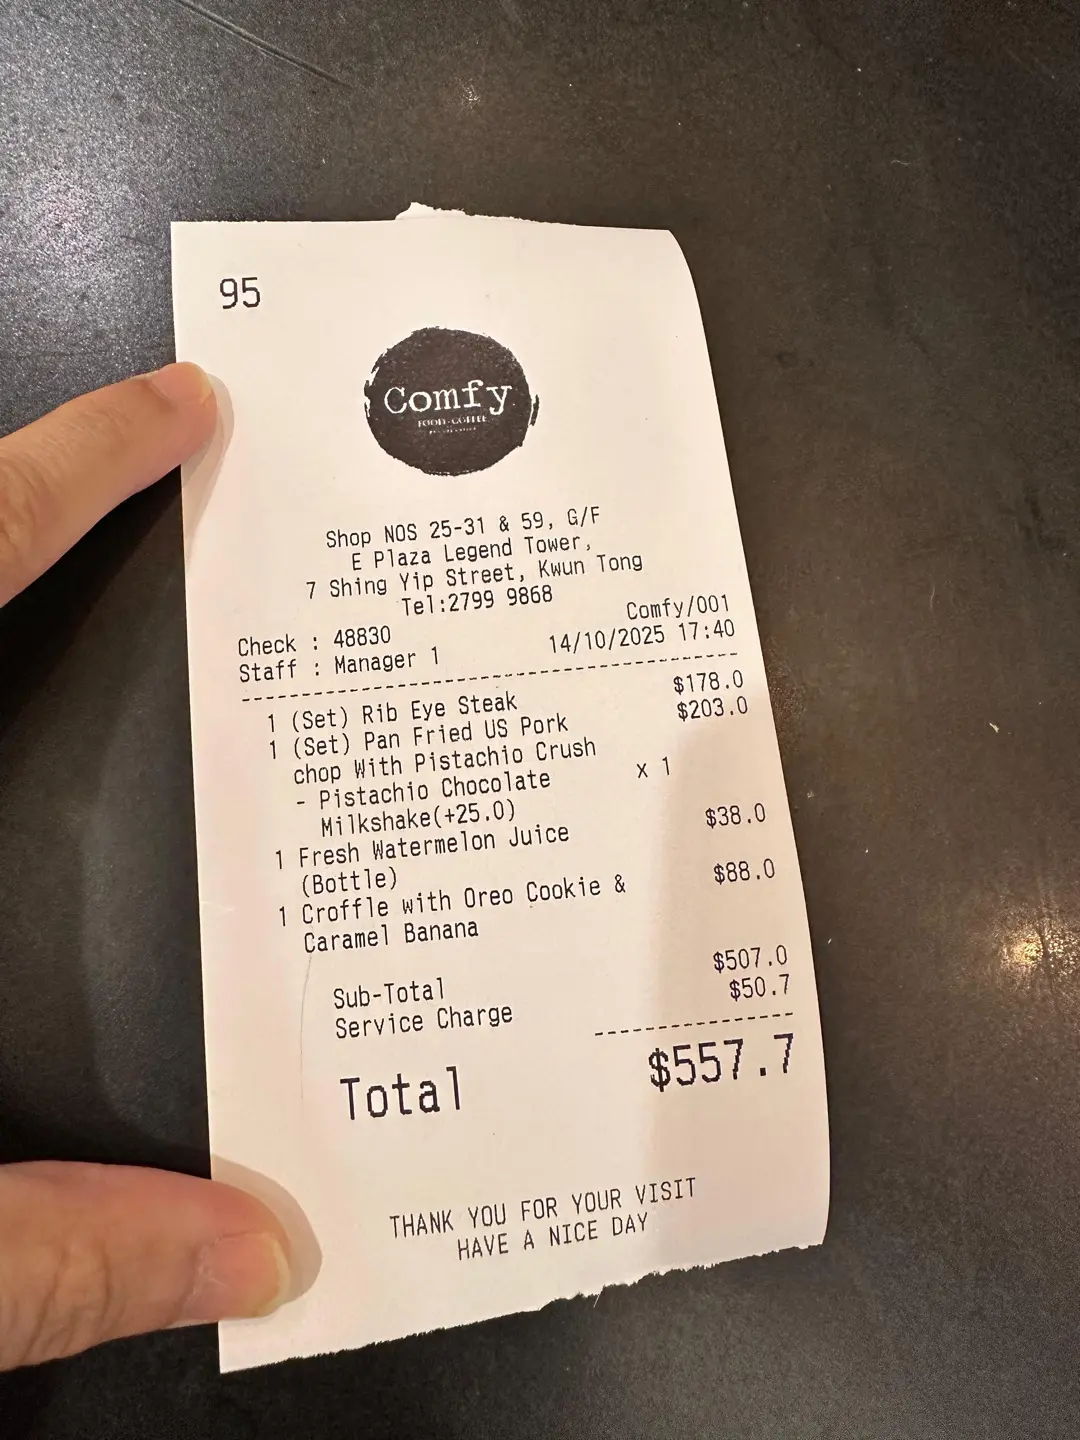 95
Comfy
FOOD · COFFEE
Shop NOS 25-31 & 59, G/F
E Plaza Legend Tower,
7 Shing Yip Street, Kwun Tong
Tel:2799 9868
Comfy/001
Check : 48830
14/10/2025 17:40
Staff : Manager 1
1 (Set) Rib Eye Steak $178.0
1 (Set) Pan Fried US Pork $203.0
chop With Pistachio Crush
- Pistachio Chocolate x 1
Milkshake(+25.0)
1 Fresh Watermelon Juice $38.0
(Bottle)
1 Croffle with Oreo Cookie & $88.0
Caramel Banana
Sub-Total $507.0
Service Charge $50.7
Total $557.7
THANK YOU FOR YOUR VISIT
HAVE A NICE DAY